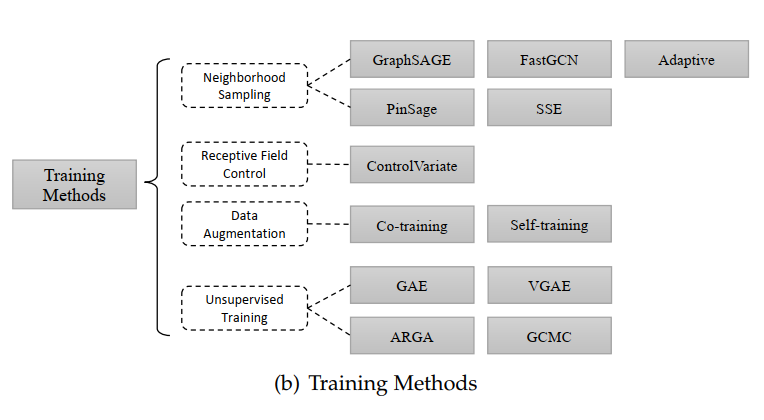 GraphSAGE
FastGCN
Adaptive
Neighborhood
Sampling
PinSage
SSE
Training
Methods
Receptive Field
Control
ControlVariate
Data
Augmentation
Co-training
Self-training
Unsupervised
Training
GAE
VGAE
ARGA
GCMC
(b) Training Methods